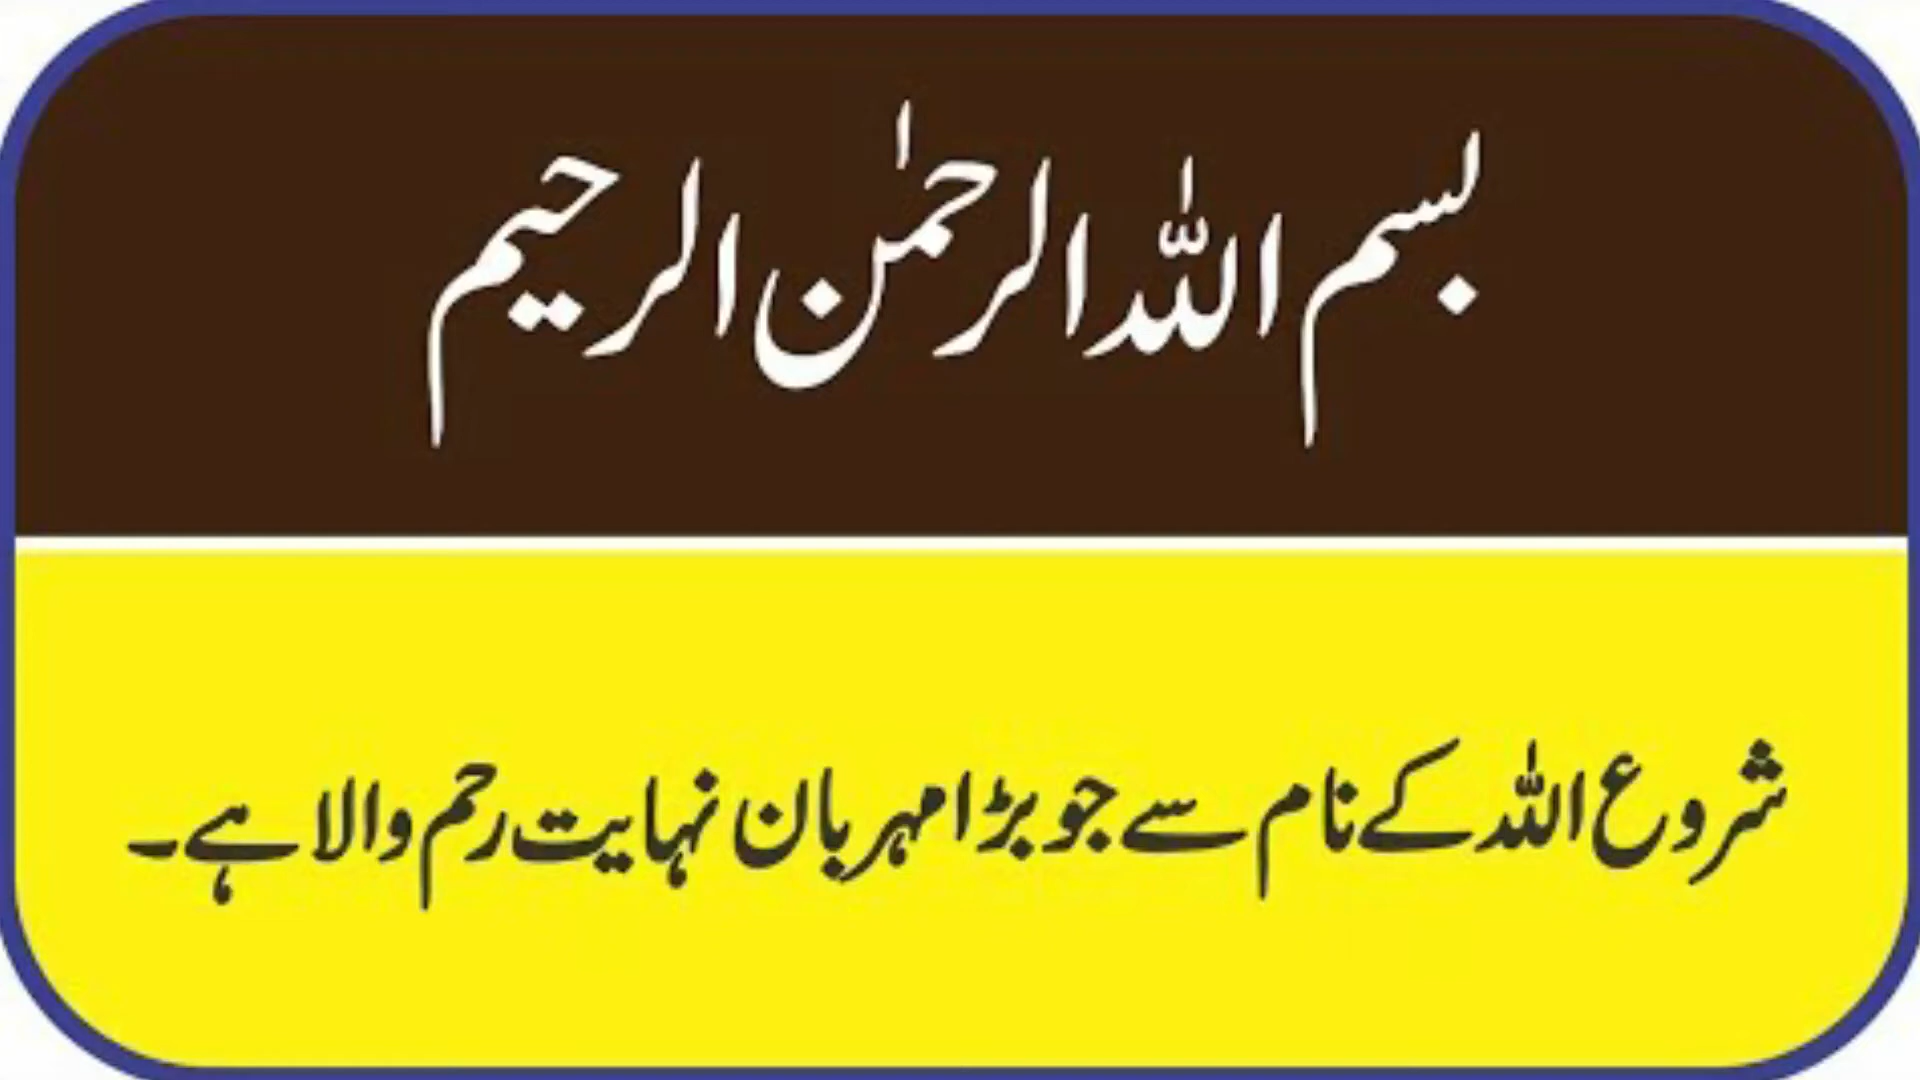 بسم اللہ الرحمٰن الرحیم
شروع اللہ کے نام سے جو بڑا مہربان نہایت رحم والا ہے۔